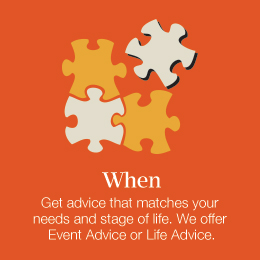 When
Get advice that matches your
needs and stage of life. We offer
Event Advice or Life Advice.